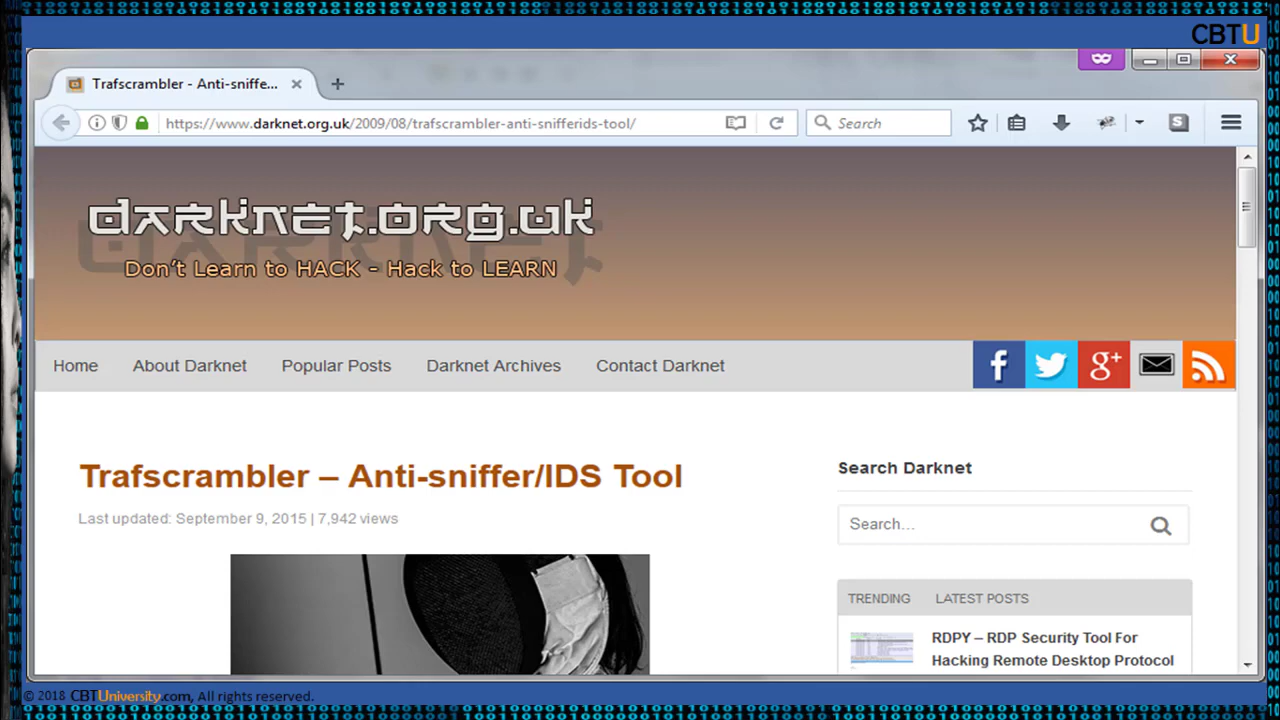 CBTU
Trafscrambler - Anti-sniffe...
https://www.darknet.org.uk/2009/08/trafscrambler-anti-snifferids-tool/
Search
S
darknet.org.uk
DARKNET
Don't Learn to HACK - Hack to LEARN
Home About Darknet Popular Posts Darknet Archives Contact Darknet
f g+
Trafscrambler – Anti-sniffer/IDS Tool
Last updated: September 9, 2015 | 7,942 views
Search Darknet
Search…
TRENDING LATEST POSTS
RDPY – RDP Security Tool For
Hacking Remote Desktop Protocol
© 2018 CBTUniversity.com, All rights reserved.